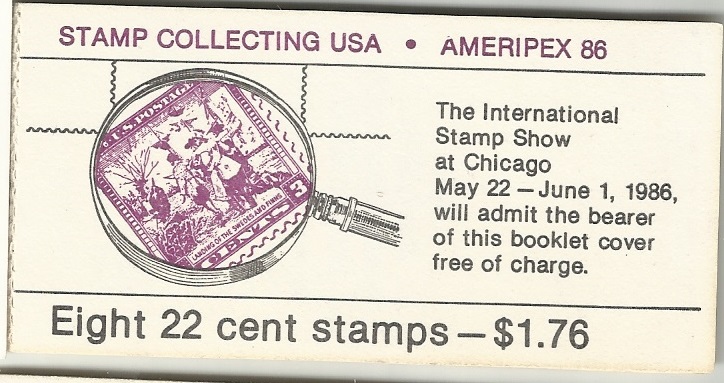 STAMP COLLECTING USA • AMERIPEX 86
U.S. POSTAGE
LANDING OF THE SWEDES AND FINNS
3
CENTS
The International
Stamp Show
at Chicago
May 22 – June 1, 1986,
will admit the bearer
of this booklet cover
free of charge.
Eight 22 cent stamps – $1.76